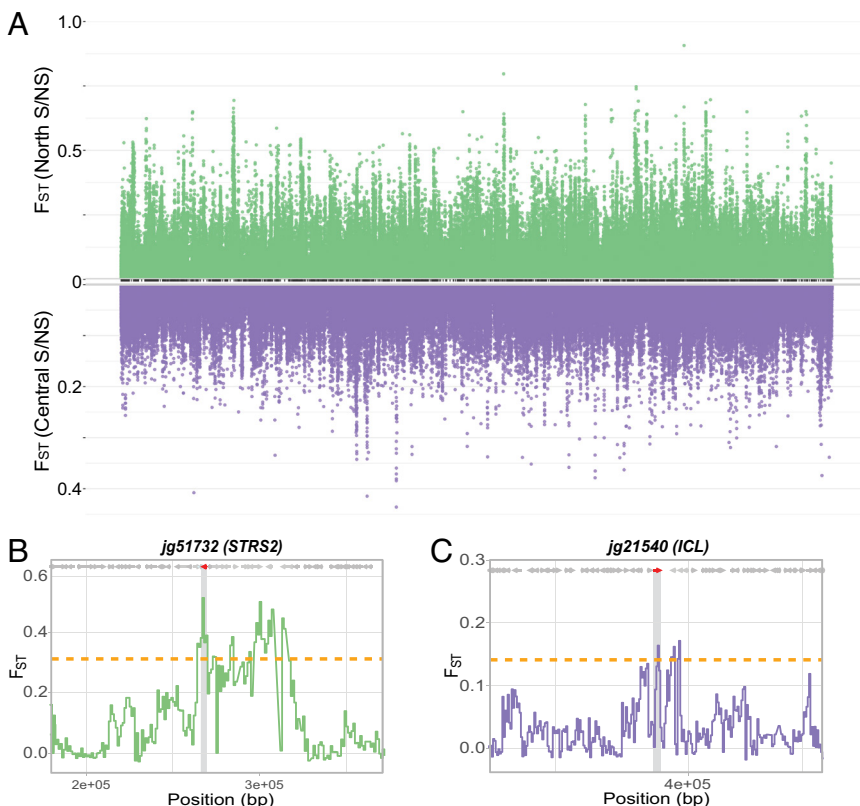 A
1.0
0.5
0
0.2
0.4
FST (North S/NS)
FST (Central S/NS)
B
jg51732 (STRS2)
0.6
0.4
0.2
0.0
FST
2e+05
3e+05
Position (bp)
C
jg21540 (ICL)
0.3
0.2
0.1
0.0
FST
4e+05
Position (bp)